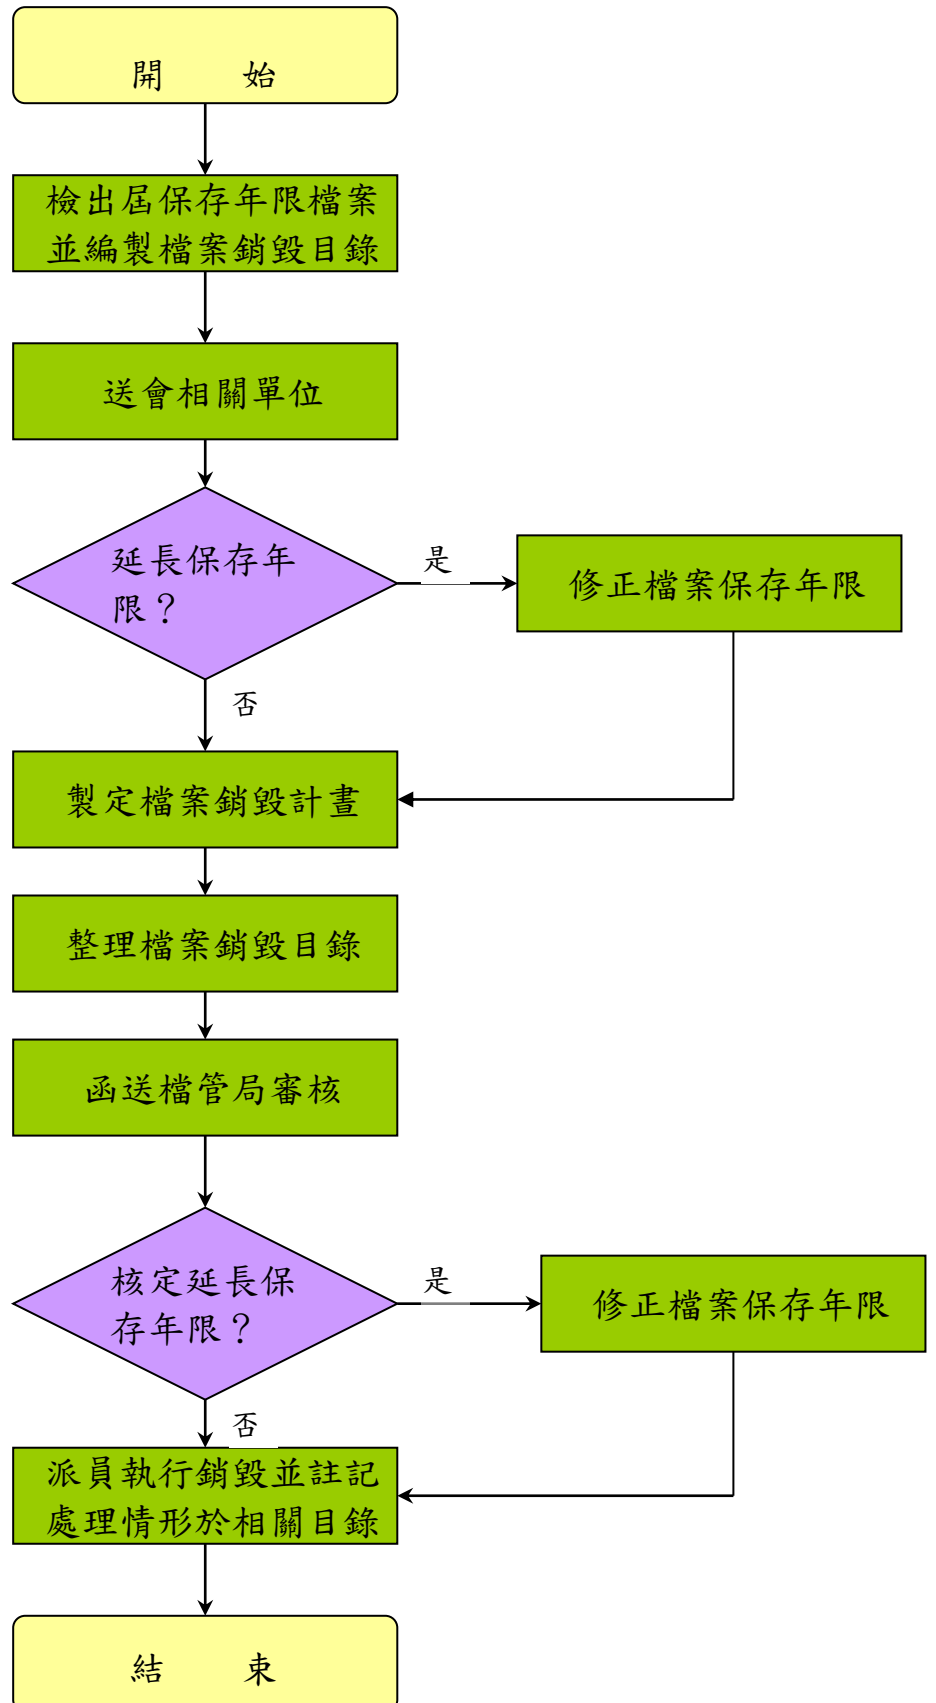 開　　始
檢出屆保存年限檔案
並編製檔案銷毀目錄
送會相關單位
延長保存年
限？
是
修正檔案保存年限
否
製定檔案銷毀計畫
整理檔案銷毀目錄
函送檔管局審核
核定延長保
存年限？
是
修正檔案保存年限
否
派員執行銷毀並註記
處理情形於相關目錄
結　　束